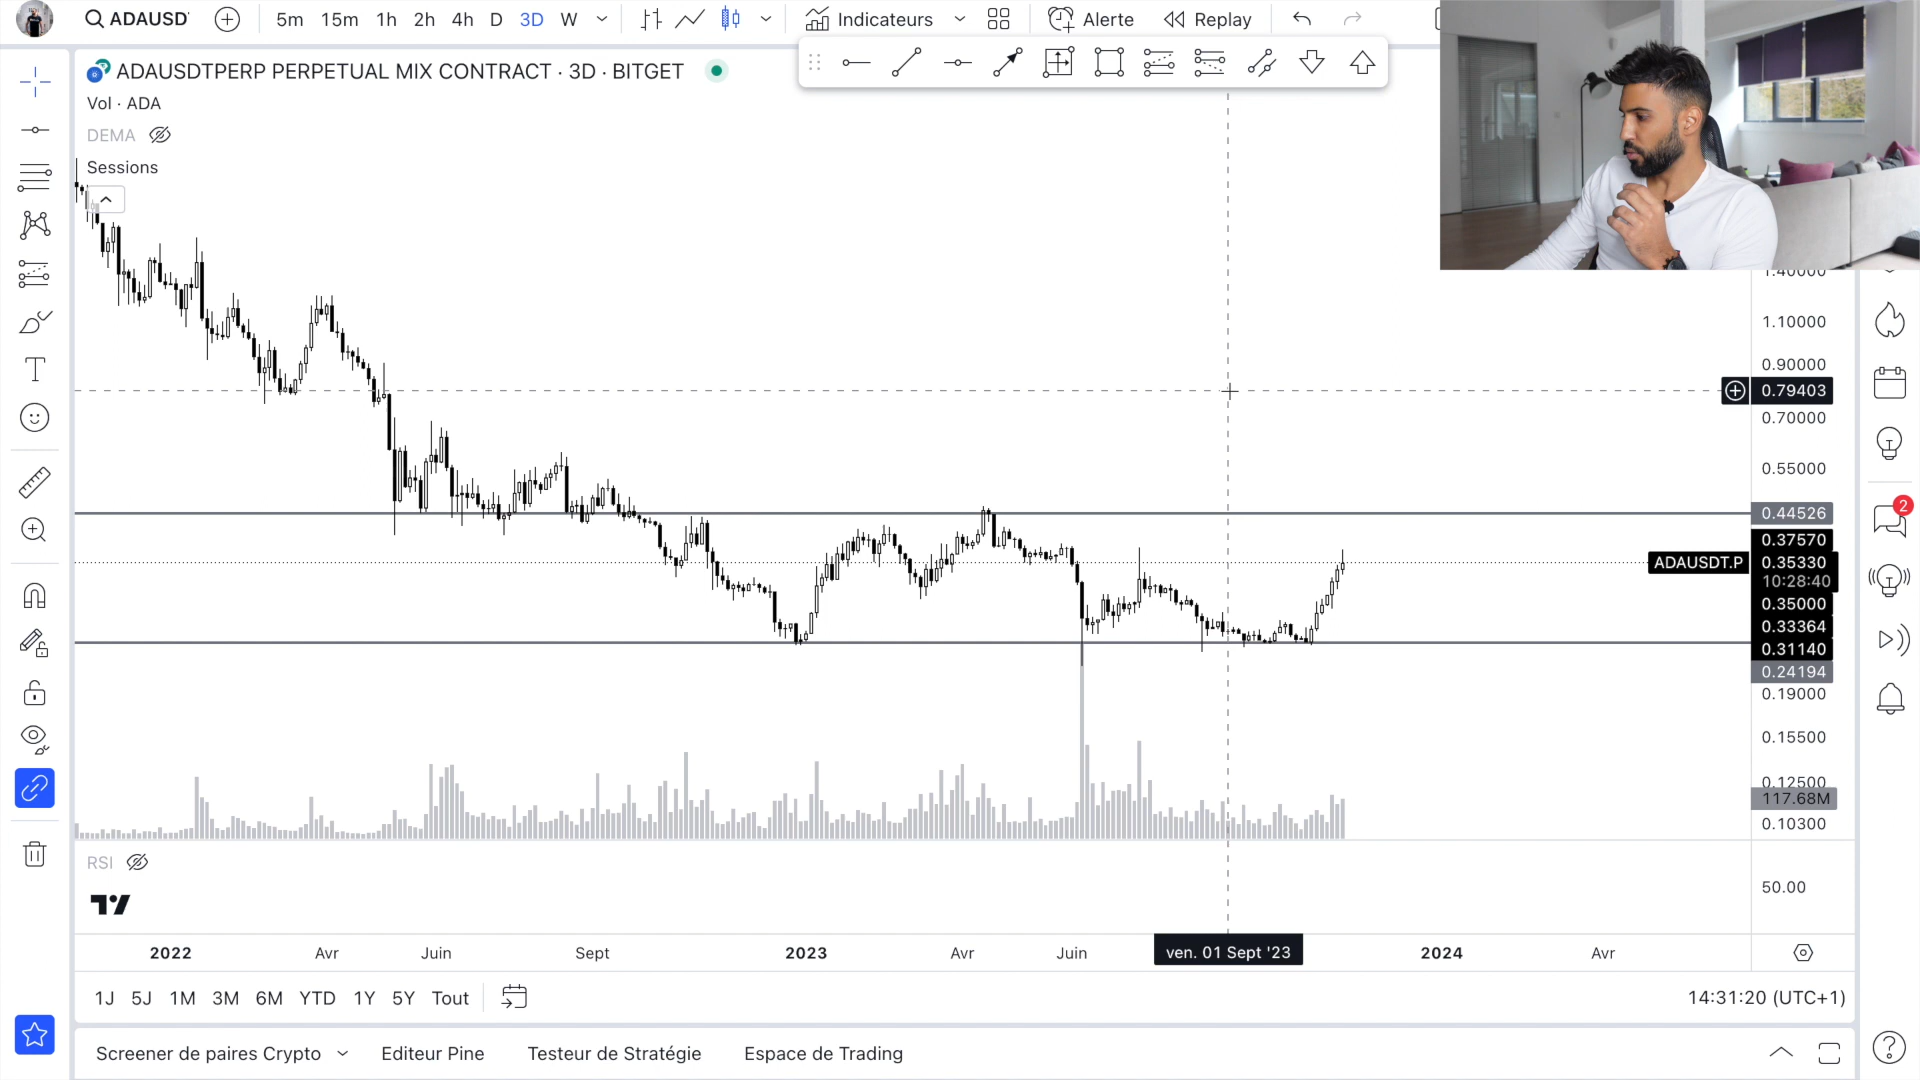 ADAUSD
5m 15m 1h 2h 4h D 3D W
Indicateurs
Alerte
Replay
ADAUSDTPERP PERPETUAL MIX CONTRACT · 3D · BITGET
Vol · ADA
DEMA
Sessions
1.40000
1.10000
0.90000
0.79403
0.70000
0.55000
0.44526
0.37570
ADAUSDT.P 0.35330
10:28:40
0.35000
0.33364
0.31140
0.24194
0.19000
0.15500
0.12500
117.68M
0.10300
RSI
50.00
2022 Avr Juin Sept 2023 Avr Juin ven. 01 Sept '23 2024 Avr
1J 5J 1M 3M 6M YTD 1Y 5Y Tout
14:31:20 (UTC+1)
Screener de paires Crypto Editeur Pine Testeur de Stratégie Espace de Trading
2